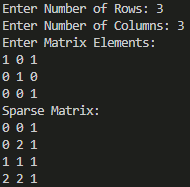 Enter Number of Rows: 3
Enter Number of Columns: 3
Enter Matrix Elements:
1 0 1
0 1 0
0 0 1
Sparse Matrix:
0 0 1
0 2 1
1 1 1
2 2 1